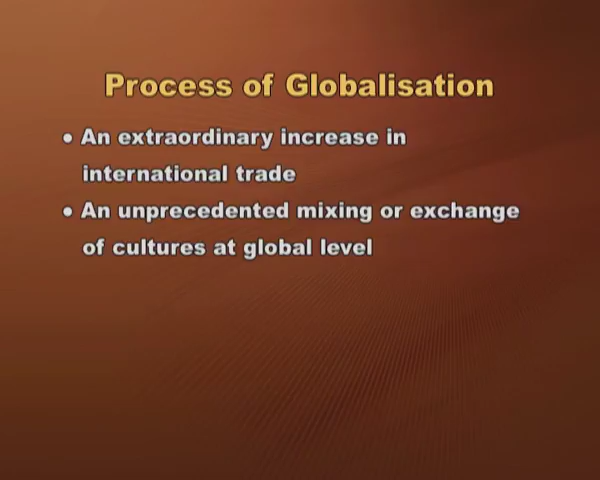 Process of Globalisation
• An extraordinary increase in
international trade
• An unprecedented mixing or exchange
of cultures at global level